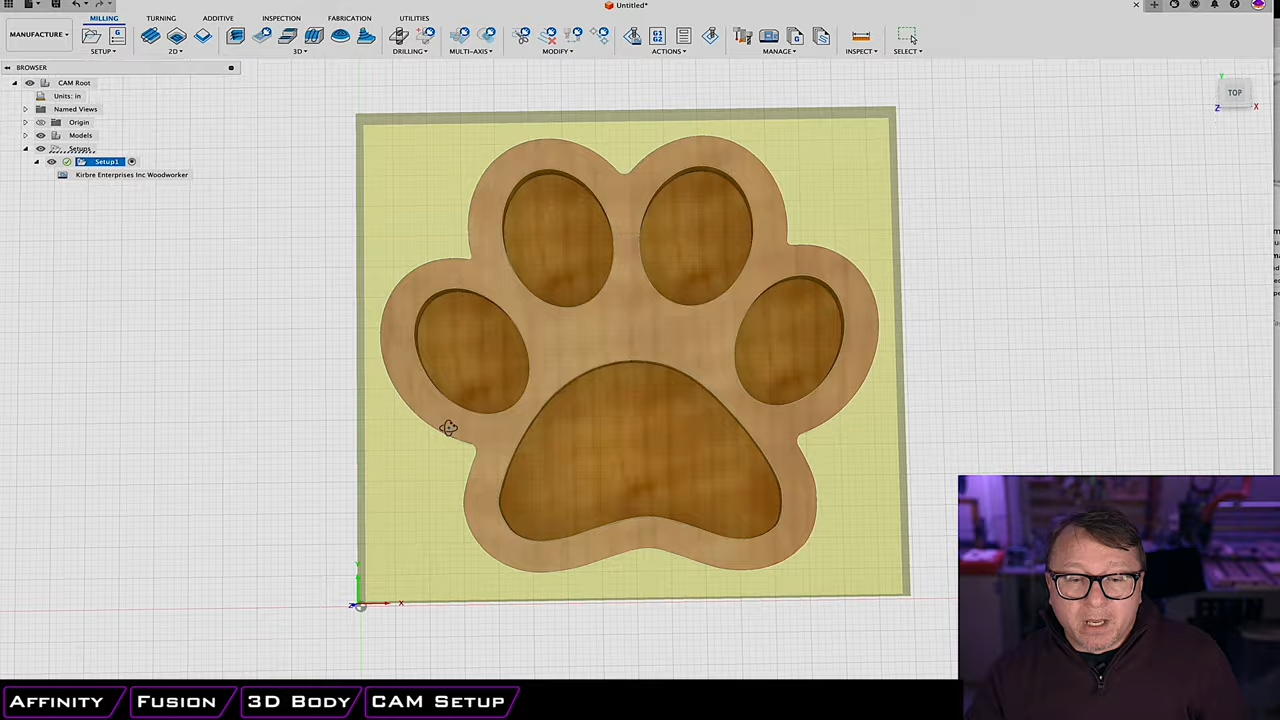 Untitled*
MILLING TURNING ADDITIVE INSPECTION FABRICATION UTILITIES
MANUFACTURE
SETUP 2D 3D DRILLING MULTI-AXIS MODIFY ACTIONS MANAGE INSPECT SELECT
G1
G2
BROWSER
CAM Root
Units: in
Named Views
Origin
Models
Setups
Setup1
Kirbre Enterprises Inc Woodworker
TOP
Y
Z
X
Y
Z
X
AFFINITY FUSION 3D BODY CAM SETUP